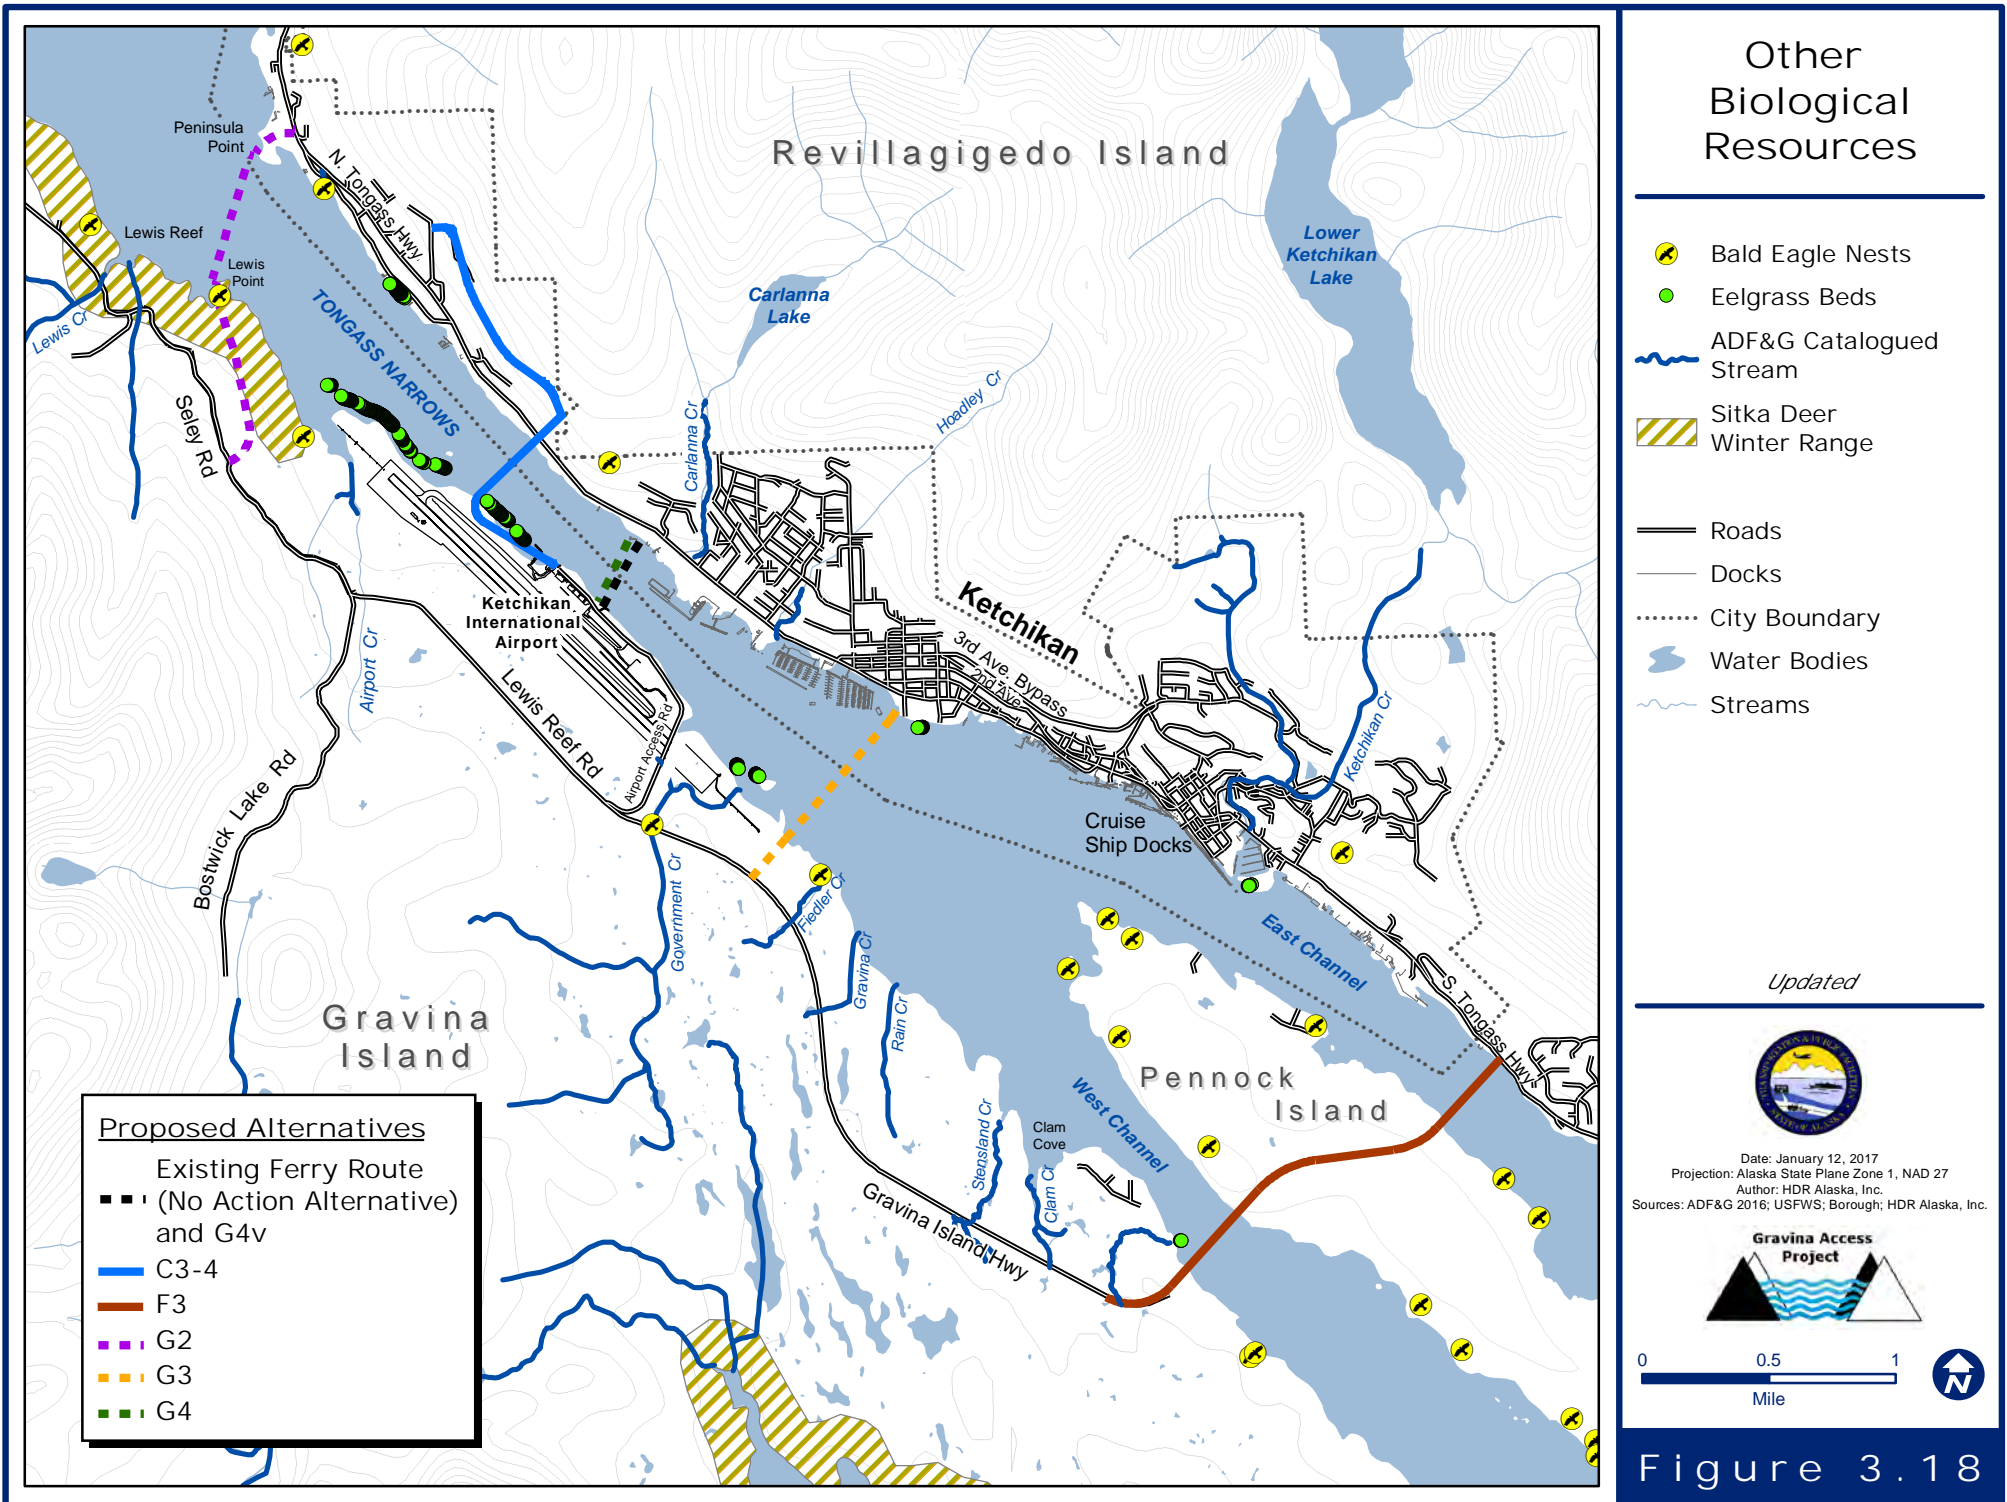 Other
Biological
Resources
Bald Eagle Nests
Eelgrass Beds
ADF&G Catalogued
Stream
Sitka Deer
Winter Range
Roads
Docks
City Boundary
Water Bodies
Streams
Updated
Date: January 12, 2017
Projection: Alaska State Plane Zone 1, NAD 27
Author: HDR Alaska, Inc.
Sources: ADF&G 2016; USFWS; Borough; HDR Alaska, Inc.
Gravina Access
Project
0 0.5 1
Mile
N
Figure 3.18
Peninsula
Point
N. Tongass Hwy.
Revillagigedo Island
Lewis Reef
Lewis
Point
Lower
Ketchikan
Lake
Carlanna
Lake
TONGASS NARROWS
Lewis Cr
Seley Rd
Carlanna Cr
Hoadley Cr
Ketchikan
International
Airport
Ketchikan
3rd Ave. Bypass
2nd Ave.
Airport Cr
Lewis Reef Rd
Airport Access Rd
Ketchikan Cr
Bostwick Lake Rd
Cruise
Ship Docks
Government Cr
Fiedler Cr
East Channel
Gravina Cr
Rain Cr
S. Tongass Hwy
Gravina
Island
Pennock
Island
West Channel
Stensland Cr
Clam
Cove
Clam Cr
Gravina Island Hwy
Proposed Alternatives
Existing Ferry Route
(No Action Alternative)
and G4v
C3-4
F3
G2
G3
G4